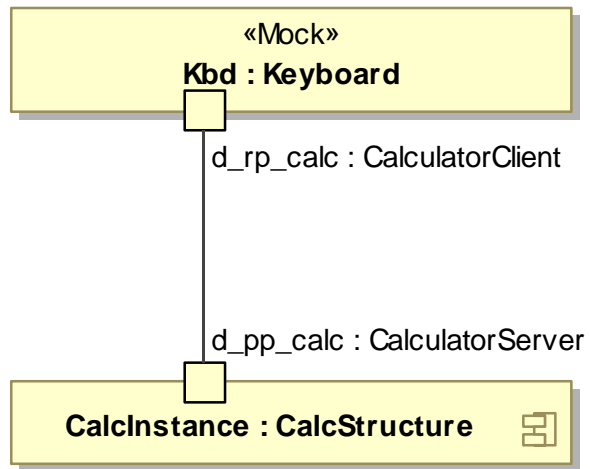 «Mock»
Kbd : Keyboard
d_rp_calc : CalculatorClient
d_pp_calc : CalculatorServer
CalcInstance : CalcStructure